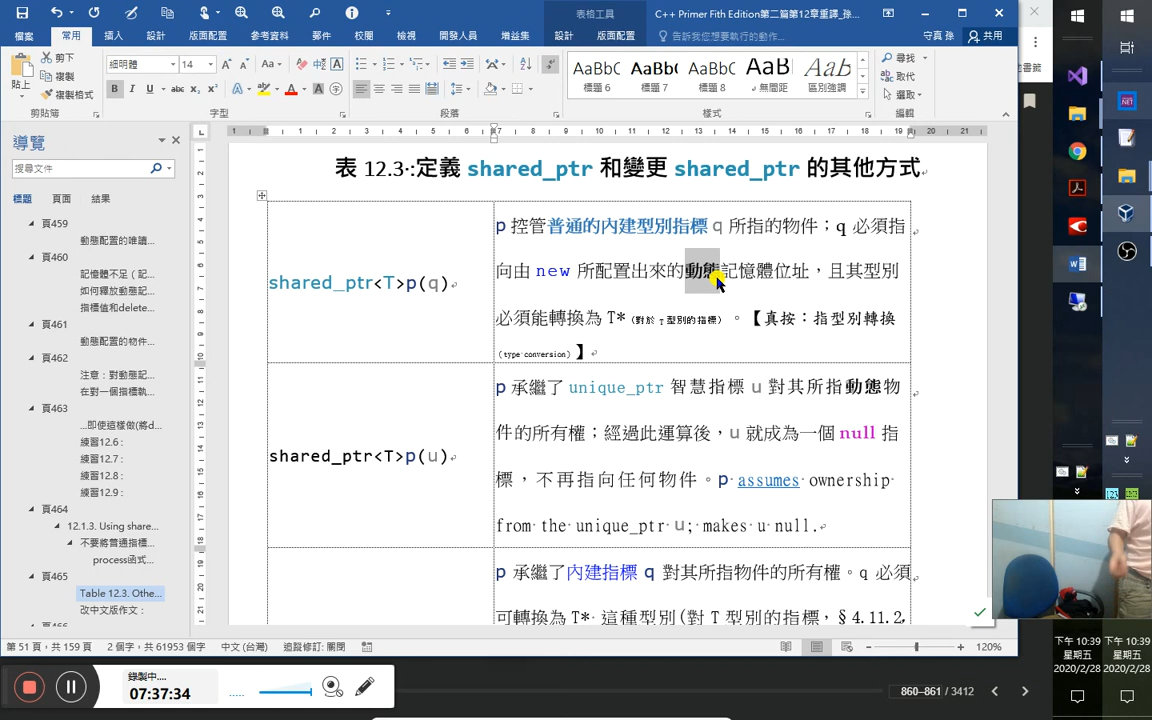 表格工具
C++ Primer Fith Edition第二篇第12章重譯_孫...
檔案 常用 插入 設計 版面配置 參考資料 郵件 校閱 檢視 開發人員 增益集 設計 版面配置 告訴我您想要執行的動作... 守真 孫 共用
貼上 剪下 複製 複製格式
細明體 14
AaBbC AaBb( AaBbC AaB AaB
標題 6 標題 7 標題 8 無間距 區別強調
尋找 取代 選取
剪貼簿 字型 段落 樣式 編輯
導覽
搜尋文件
標題 頁面 結果
頁459
動態配置的唯讀...
頁460
記憶體不足（記...
如何釋放動態記...
指標值和delete...
頁461
動態配置的物件...
頁462
注意：對動態記...
在對一個指標執...
頁463
...即使這樣做(將d...
練習12.6 :
練習12.7 :
練習12.8 :
練習12.9 :
頁464
12.1.3. Using share...
不要將普通指標...
process函式...
頁465
Table 12.3. Othe...
改中文版作文：
表 12.3·:定義 shared_ptr 和變更 shared_ptr 的其他方式
shared_ptr<T>p(q)
p 控管普通的內建型別指標 q 所指的物件；q 必須指
向由 new 所配置出來的動態記憶體位址，且其型別
必須能轉換為 T* (對於 T 型別的指標) 。【真按：指型別轉換
(type conversion) 】
shared_ptr<T>p(u)
p 承繼了 unique_ptr 智慧指標 u 對其所指動態物
件的所有權；經過此運算後，u 就成為一個 null 指
標，不再指向任何物件。p assumes ownership
from the unique_ptr u; makes u null.
p 承繼了內建指標 q 對其所指物件的所有權。q 必須
可轉換為 T* 這種型別(對 T 型別的指標，§4.11.2,
第 51 頁，共 159 頁 2 個字，共 61953 個字 中文 (台灣) 追蹤修訂: 關閉 120%
錄製中....
07:37:34
860–861 / 3412
下午 10:39
星期五
2020/2/28
下午 10:39
星期五
2020/2/28